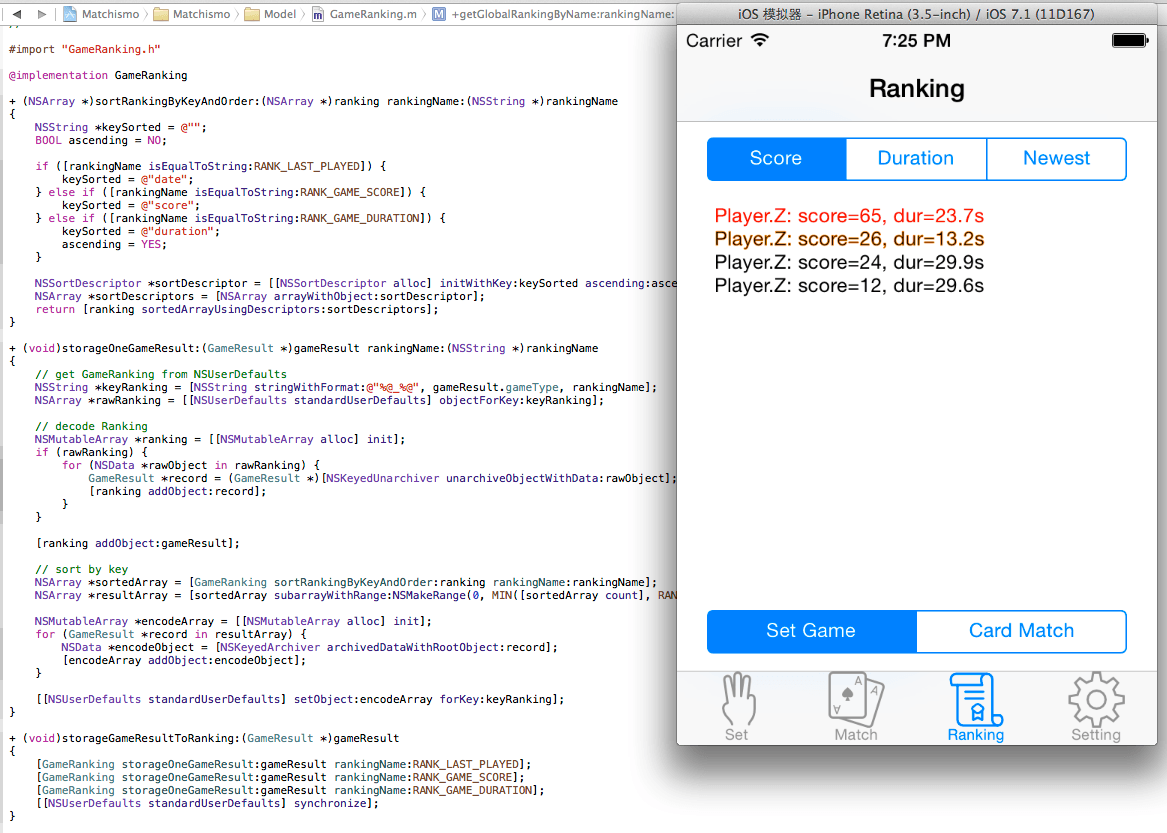 Matchismo Matchismo Model GameRanking.m +getGlobalRankingByName:rankingName:
//
#import "GameRanking.h"
@implementation GameRanking
+ (NSArray *)sortRankingByKeyAndOrder:(NSArray *)ranking rankingName:(NSString *)rankingName
{
NSString *keySorted = @"";
BOOL ascending = NO;
if ([rankingName isEqualToString:RANK_LAST_PLAYED]) {
keySorted = @"date";
} else if ([rankingName isEqualToString:RANK_GAME_SCORE]) {
keySorted = @"score";
} else if ([rankingName isEqualToString:RANK_GAME_DURATION]) {
keySorted = @"duration";
ascending = YES;
}
NSSortDescriptor *sortDescriptor = [[NSSortDescriptor alloc] initWithKey:keySorted ascending:asce
NSArray *sortDescriptors = [NSArray arrayWithObject:sortDescriptor];
return [ranking sortedArrayUsingDescriptors:sortDescriptors];
}
+ (void)storageOneGameResult:(GameResult *)gameResult rankingName:(NSString *)rankingName
{
// get GameRanking from NSUserDefaults
NSString *keyRanking = [NSString stringWithFormat:@"%@_%@", gameResult.gameType, rankingName];
NSArray *rawRanking = [[NSUserDefaults standardUserDefaults] objectForKey:keyRanking];
// decode Ranking
NSMutableArray *ranking = [[NSMutableArray alloc] init];
if (rawRanking) {
for (NSData *rawObject in rawRanking) {
GameResult *record = (GameResult *)[NSKeyedUnarchiver unarchiveObjectWithData:rawObject];
[ranking addObject:record];
}
}
[ranking addObject:gameResult];
// sort by key
NSArray *sortedArray = [GameRanking sortRankingByKeyAndOrder:ranking rankingName:rankingName];
NSArray *resultArray = [sortedArray subarrayWithRange:NSMakeRange(0, MIN([sortedArray count], RAN
NSMutableArray *encodeArray = [[NSMutableArray alloc] init];
for (GameResult *record in resultArray) {
NSData *encodeObject = [NSKeyedArchiver archivedDataWithRootObject:record];
[encodeArray addObject:encodeObject];
}
[[NSUserDefaults standardUserDefaults] setObject:encodeArray forKey:keyRanking];
}
+ (void)storageGameResultToRanking:(GameResult *)gameResult
{
[GameRanking storageOneGameResult:gameResult rankingName:RANK_LAST_PLAYED];
[GameRanking storageOneGameResult:gameResult rankingName:RANK_GAME_SCORE];
[GameRanking storageOneGameResult:gameResult rankingName:RANK_GAME_DURATION];
[[NSUserDefaults standardUserDefaults] synchronize];
}
iOS 模拟器 - iPhone Retina (3.5-inch) / iOS 7.1 (11D167)
Carrier 7:25 PM
Ranking
Score Duration Newest
Player.Z: score=65, dur=23.7s
Player.Z: score=26, dur=13.2s
Player.Z: score=24, dur=29.9s
Player.Z: score=12, dur=29.6s
Set Game Card Match
A A A
Set Match Ranking Setting